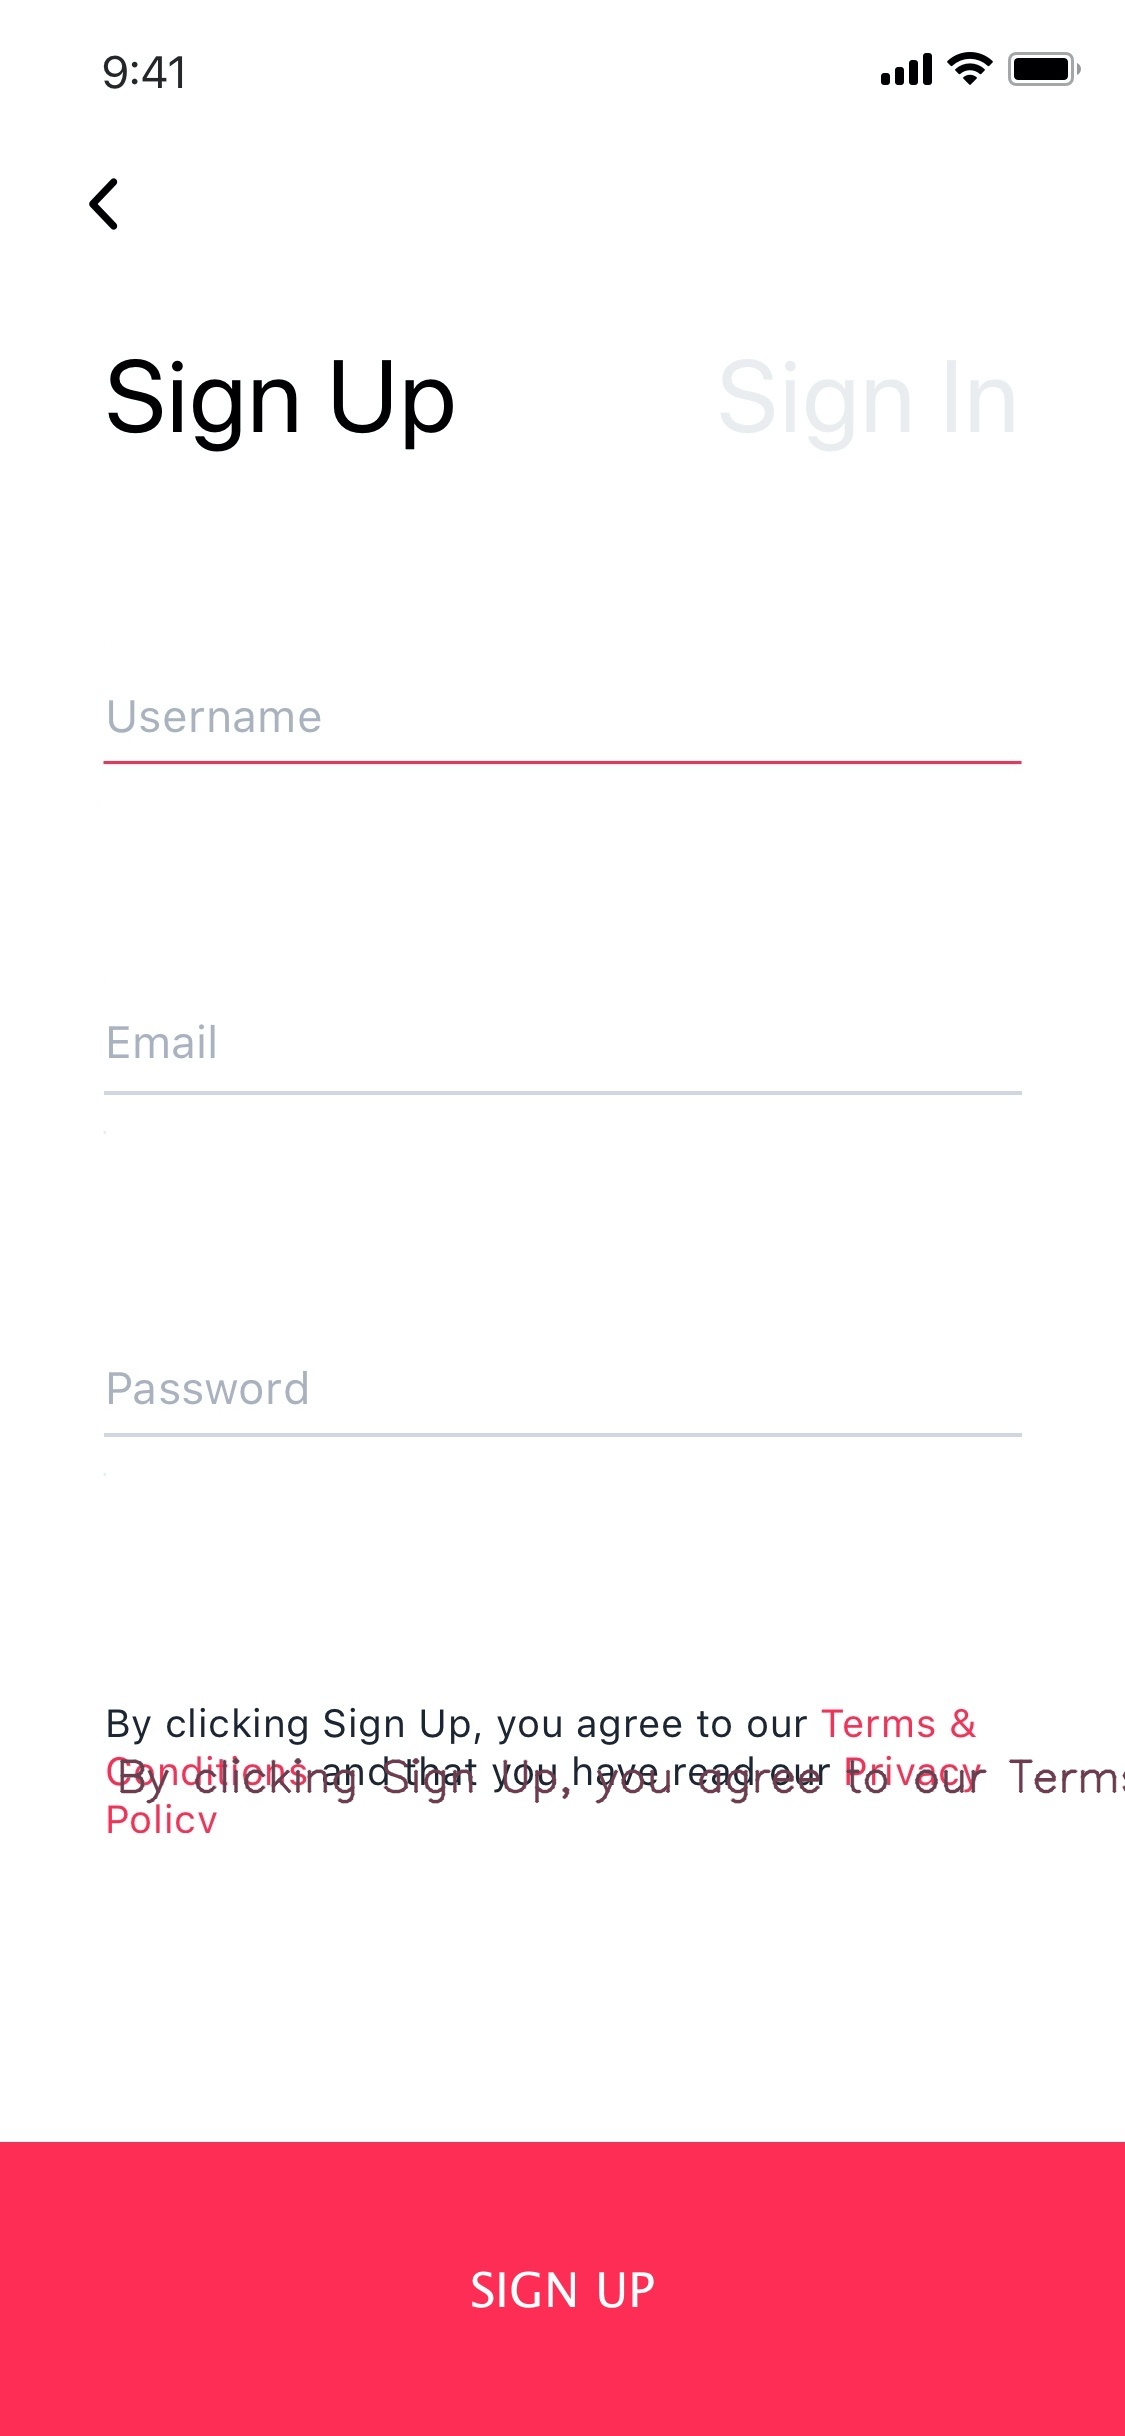 9:41
Sign Up
Sign In
Username
Email
Password
By clicking Sign Up, you agree to our Terms &
Conditions and that you have read our Privacy
By clicking Sign Up, you agree to our Terms
Policy
SIGN UP